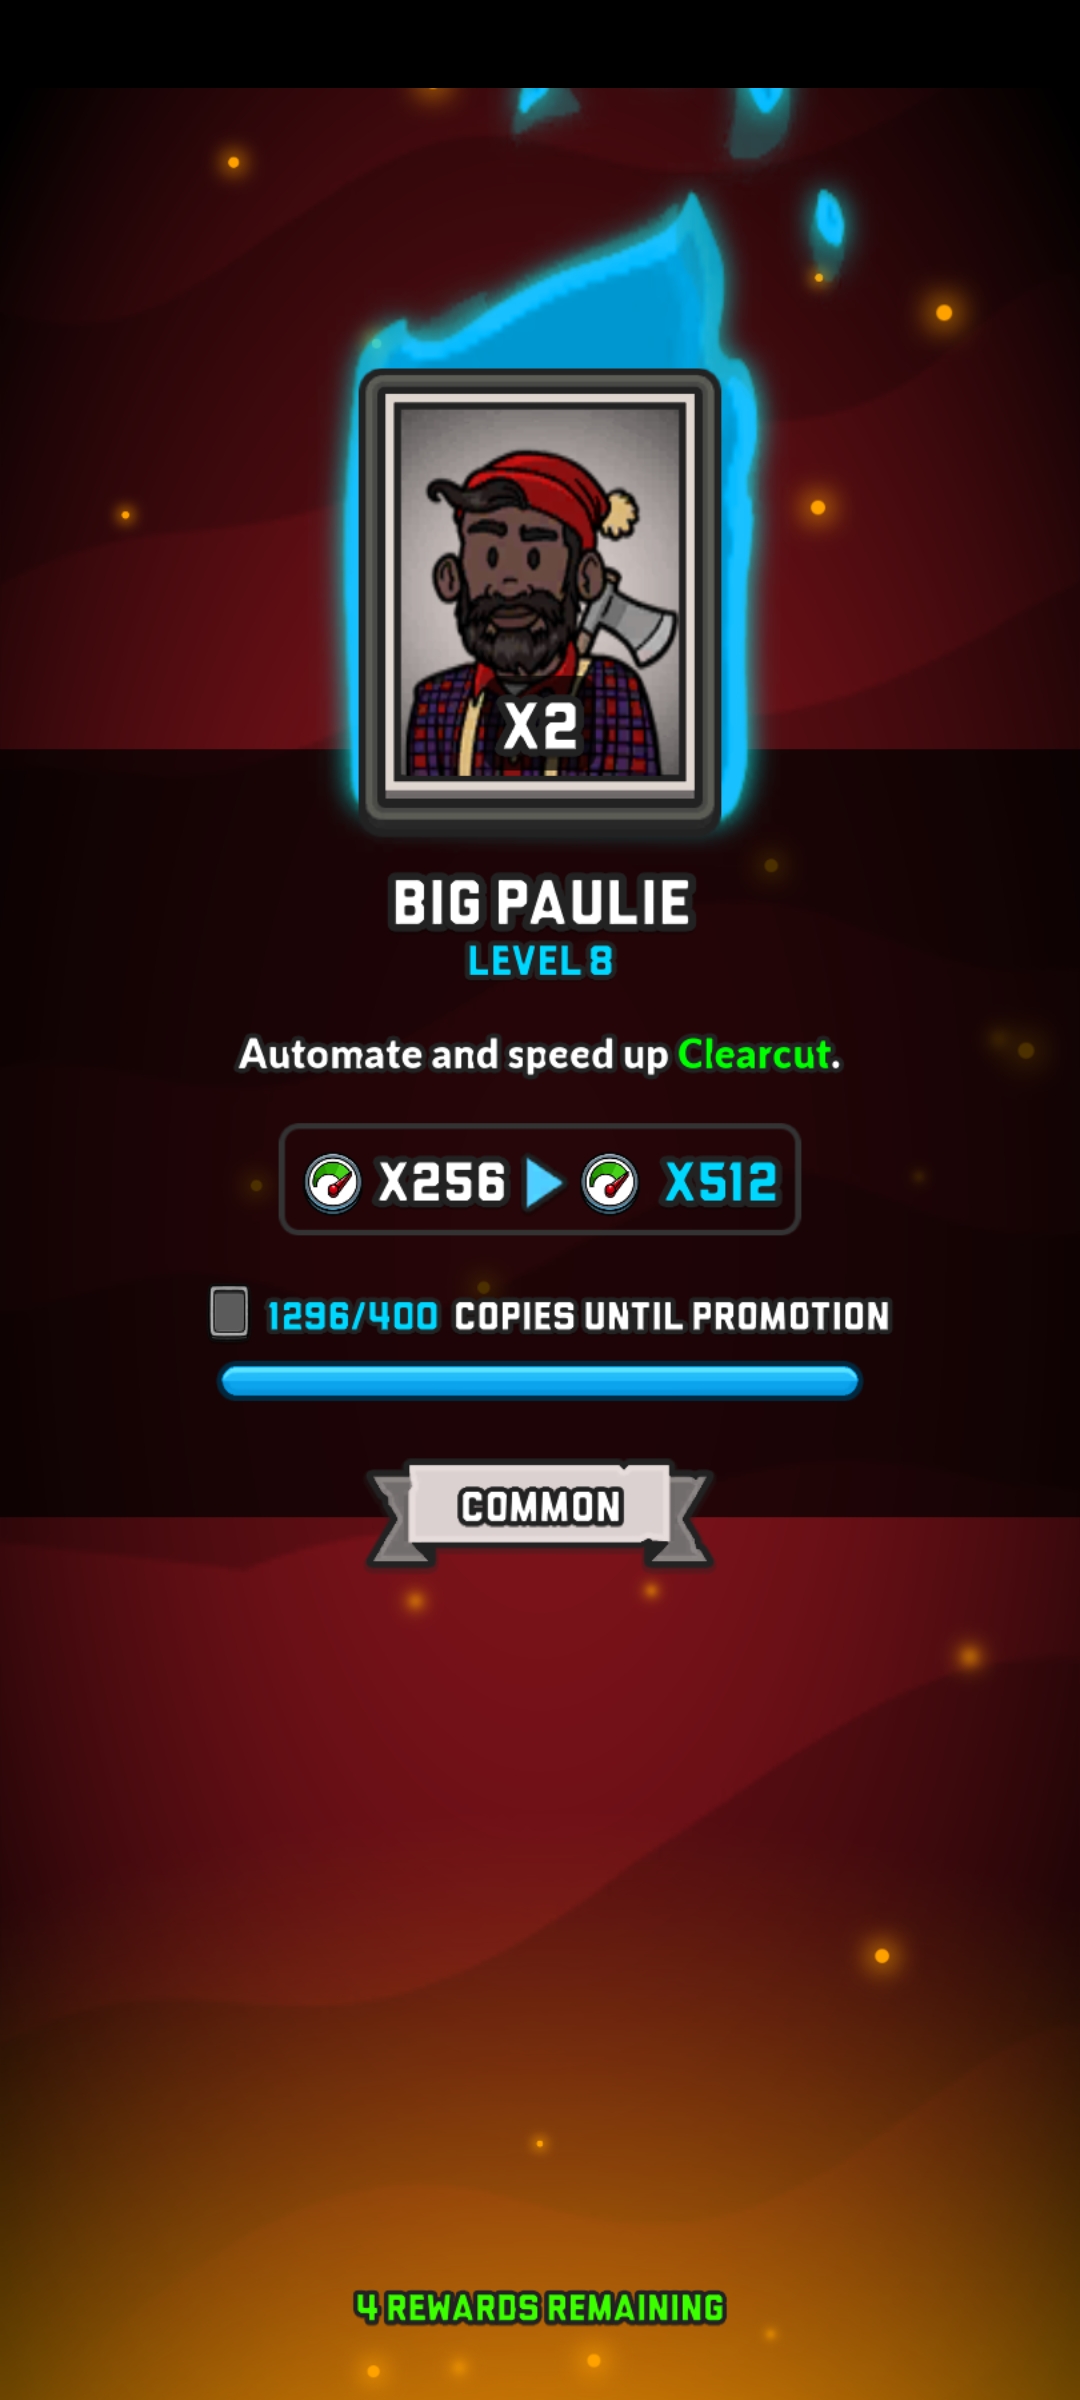 X2
BIG PAULIE
LEVEL 8
Automate and speed up Clearcut.
X256 X512
1296/400 COPIES UNTIL PROMOTION
COMMON
4 REWARDS REMAINING